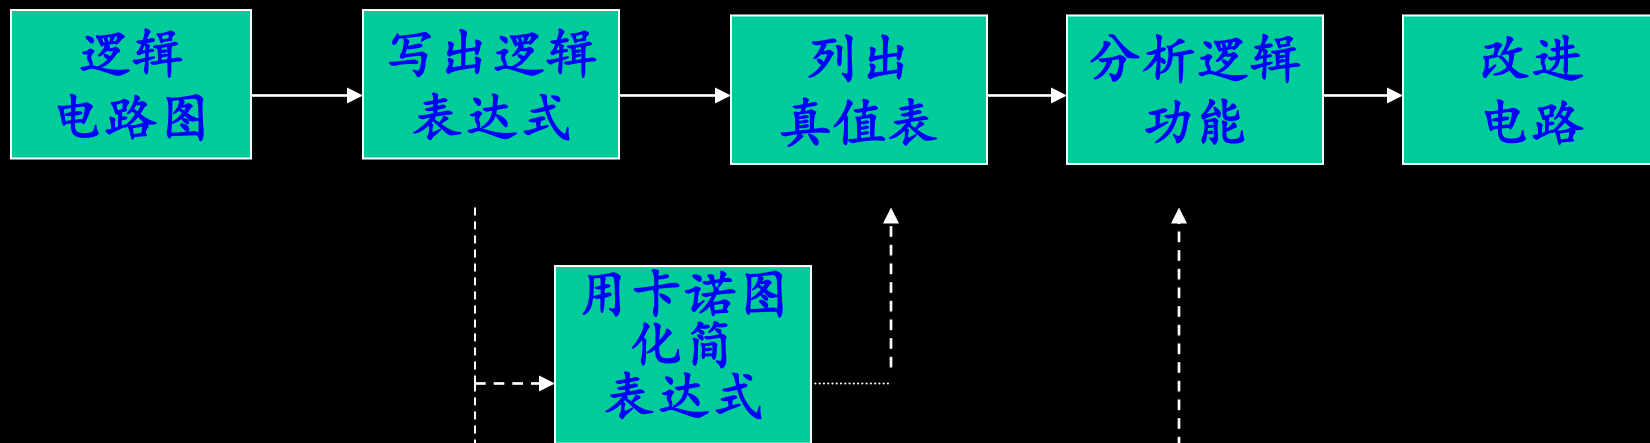 逻辑
电路图
写出逻辑
表达式
列出
真值表
分析逻辑
功能
改进
电路
用卡诺图
化简
表达式